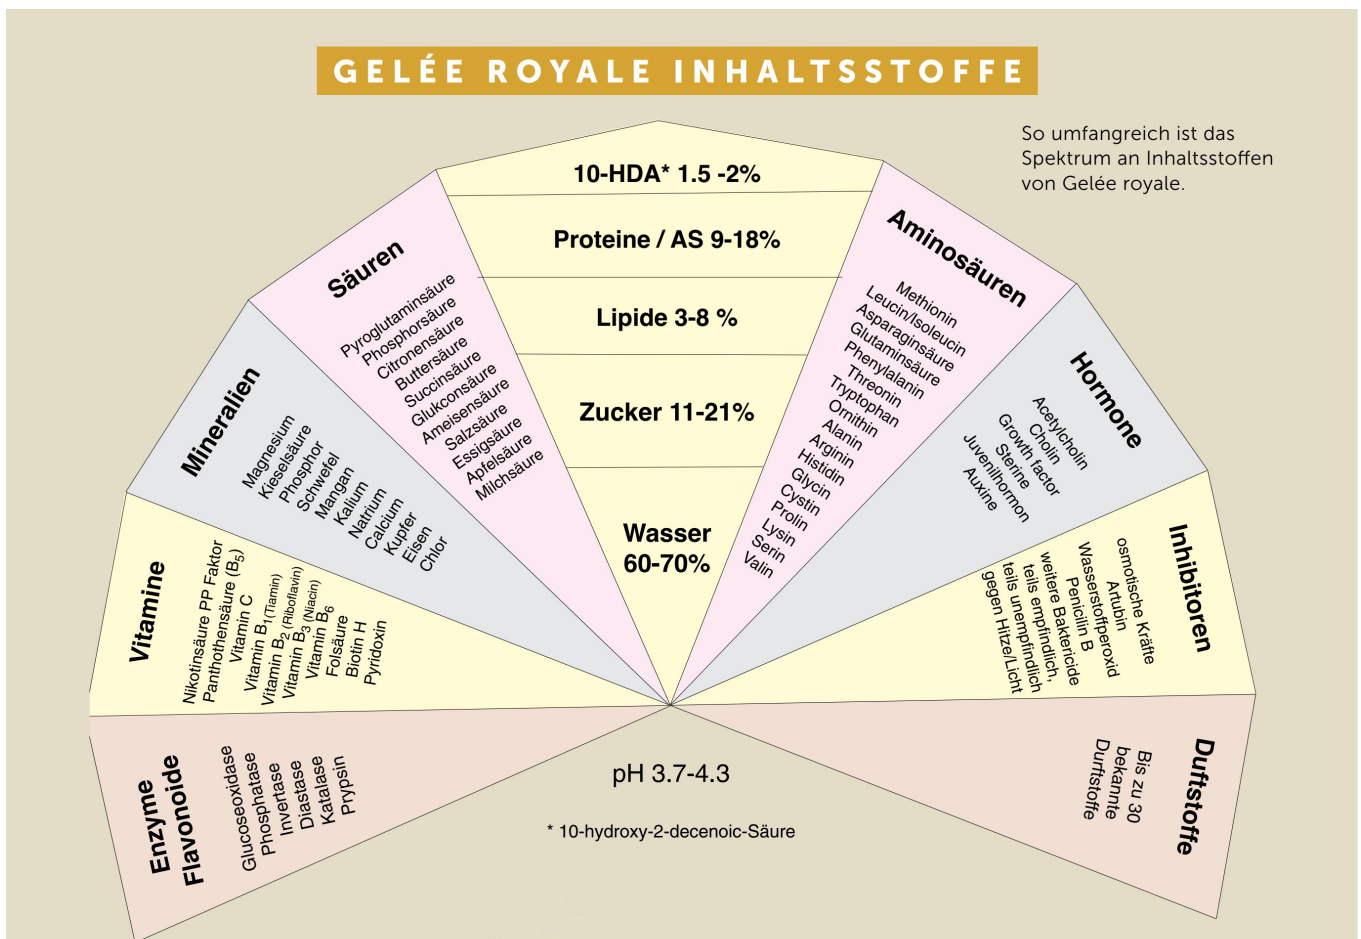 GELÉE ROYALE INHALTSSTOFFE
So umfangreich ist das
Spektrum an Inhaltsstoffen
von Gelée royale.
Enzyme
Flavonoide
Glucoseoxidase
Phosphatase
Invertase
Diastase
Katalase
Prypsin
Vitamine
Nikotinsäure PP Faktor
Panthothensäure (B5)
Vitamin C
Vitamin B1(Tiamin)
Vitamin B2 (Riboflavin)
Vitamin B3 (Niacin)
Vitamin B6
Folsäure
Biotin H
Pyridoxin
Mineralien
Magnesium
Kieselsäure
Phosphor
Schwefel
Mangan
Kalium
Natrium
Calcium
Kupfer
Eisen
Chlor
Säuren
Pyroglutaminsäure
Phosphorsäure
Citronensäure
Buttersäure
Succinsäure
Glukconsäure
Ameisensäure
Salzsäure
Essigsäure
Apfelsäure
Milchsäure
10-HDA* 1.5 -2%
Proteine / AS 9-18%
Lipide 3-8 %
Zucker 11-21%
Wasser
60-70%
Aminosäuren
Methionin
Leucin/Isoleucin
Asparaginsäure
Glutaminsäure
Phenylalanin
Threonin
Tryptophan
Ornithin
Alanin
Arginin
Histidin
Glycin
Cystin
Prolin
Lysin
Serin
Valin
Hormone
Acetylcholin
Cholin
Growth factor
Sterine
Juvenilhormon
Auxine
Inhibitoren
osmotische Kräfte
Artubin
Wasserstoffperoxid
Penicilin B
weitere Baktericide
teils empfindlich,
teils unempfindlich
gegen Hitze/Licht
Duftstoffe
Bis zu 30
bekannte
Durftstoffe
pH 3.7-4.3
* 10-hydroxy-2-decenoic-Säure